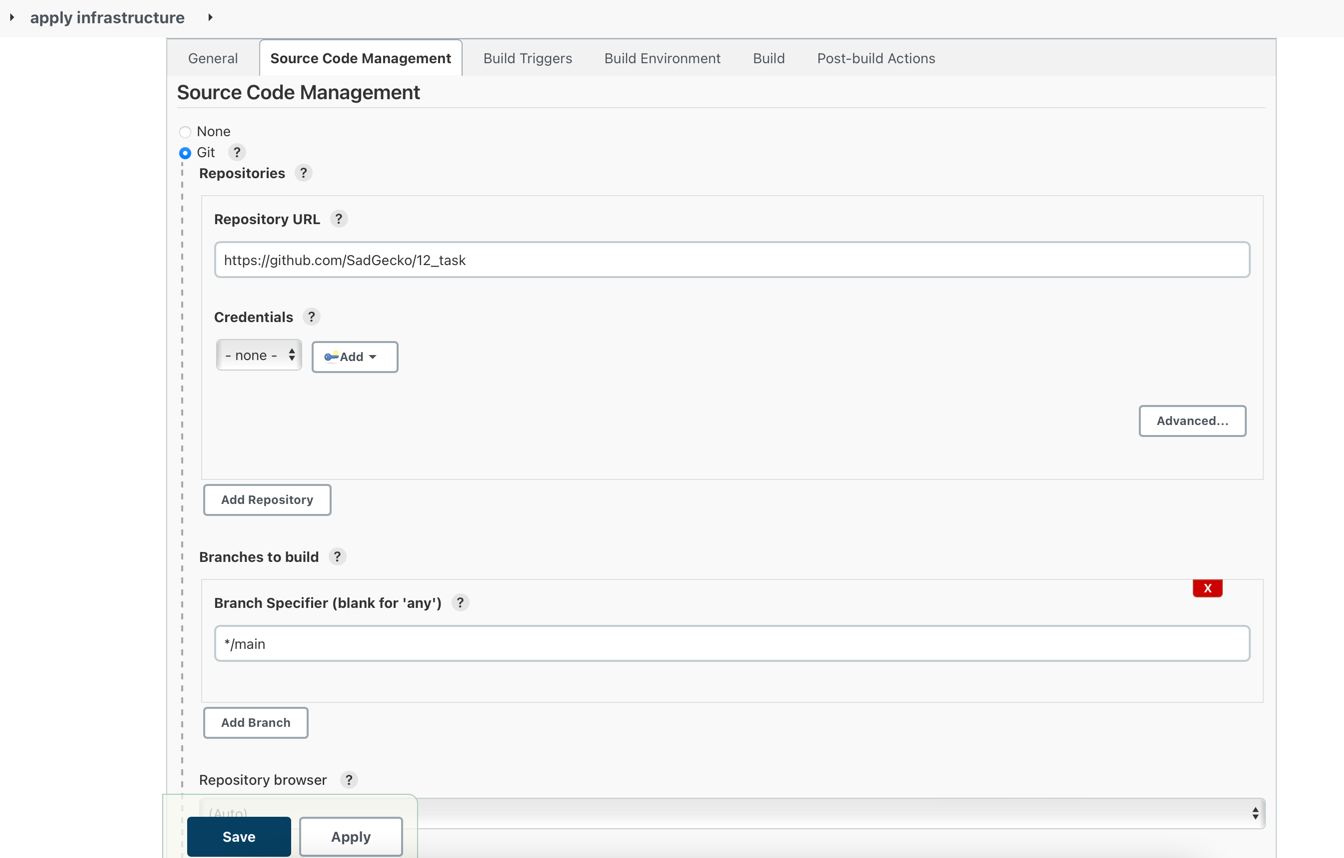 apply infrastructure
General Source Code Management Build Triggers Build Environment Build Post-build Actions
Source Code Management
None
Git ?
Repositories ?
Repository URL ?
https://github.com/SadGecko/12_task
Credentials ?
- none - Add
Advanced...
Add Repository
Branches to build ?
X
Branch Specifier (blank for 'any') ?
*/main
Add Branch
Repository browser ?
(Auto)
Save Apply